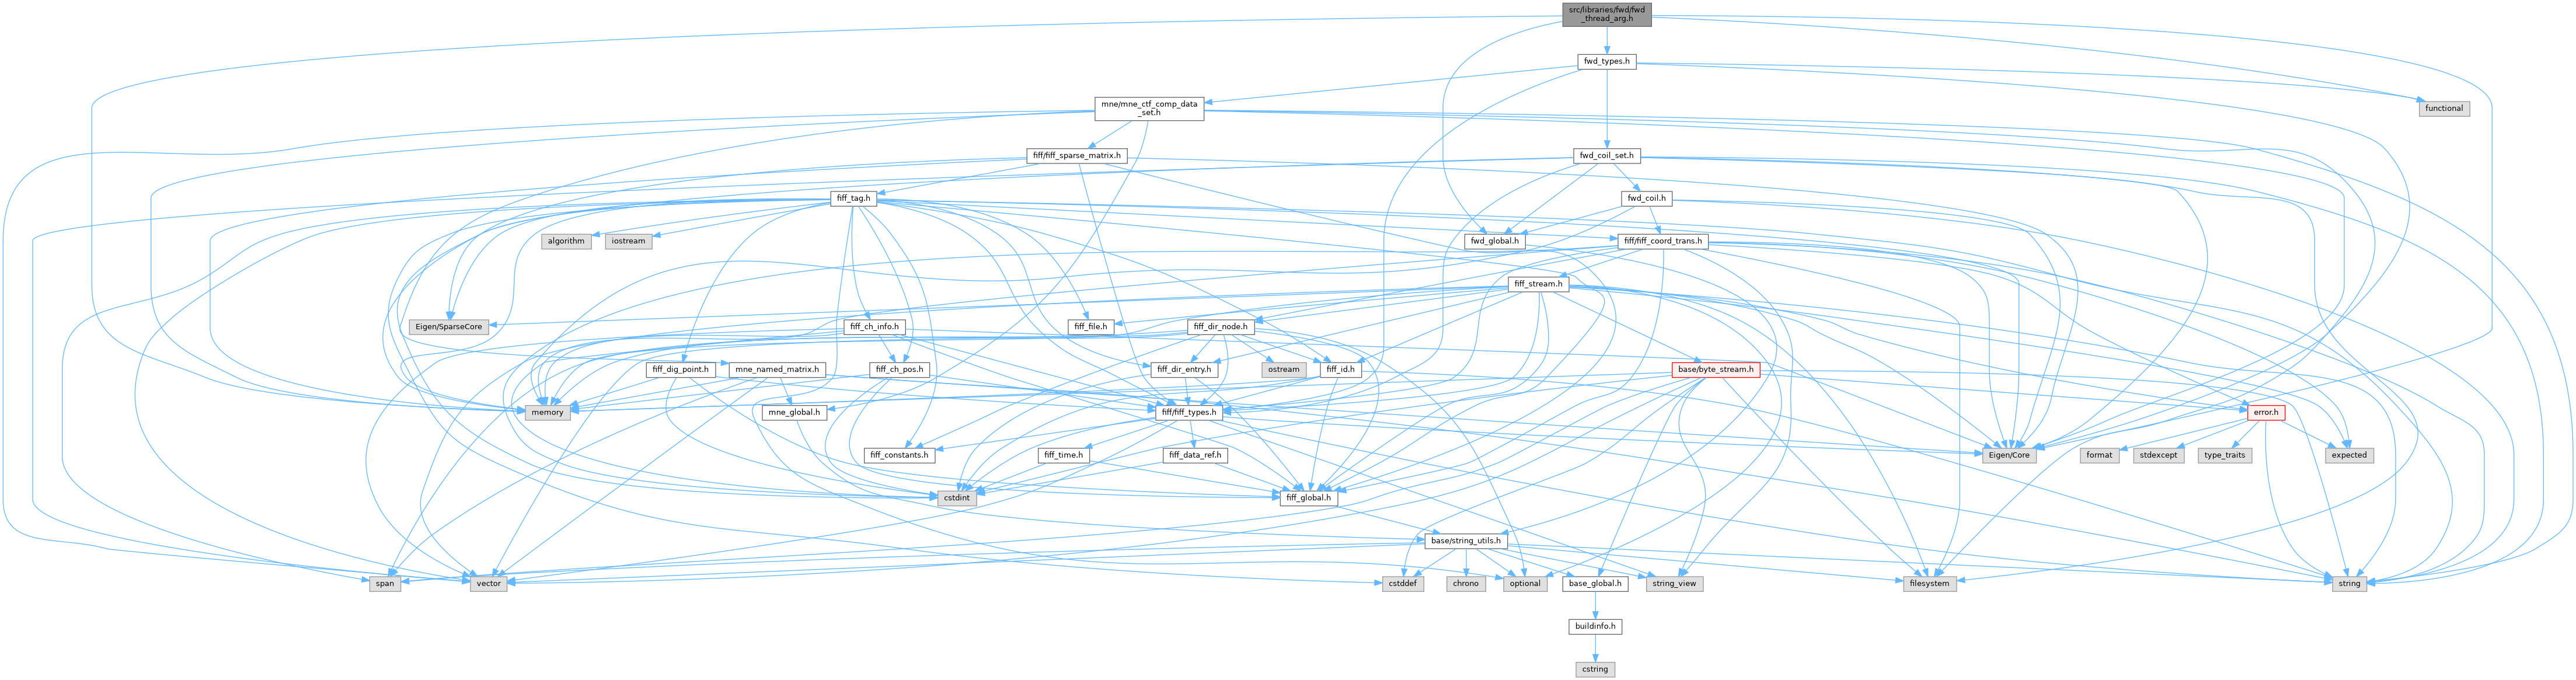 src/libraries/fwd/fwd
_thread_arg.h
fwd_types.h
mne/mne_ctf_comp_data
_set.h
functional
fiff/fiff_sparse_matrix.h
fwd_coil_set.h
fiff_tag.h
fwd_coil.h
algorithm
iostream
fwd_global.h
fiff/fiff_coord_trans.h
fiff_stream.h
Eigen/SparseCore
fiff_ch_info.h
fiff_file.h
fiff_dir_node.h
fiff_dig_point.h
mne_named_matrix.h
fiff_ch_pos.h
fiff_dir_entry.h
ostream
fiff_id.h
base/byte_stream.h
memory
mne_global.h
fiff/fiff_types.h
error.h
fiff_constants.h
fiff_time.h
fiff_data_ref.h
Eigen/Core
format
stdexcept
type_traits
expected
cstdint
fiff_global.h
base/string_utils.h
span
vector
cstddef
chrono
optional
base_global.h
string_view
filesystem
string
buildinfo.h
cstring